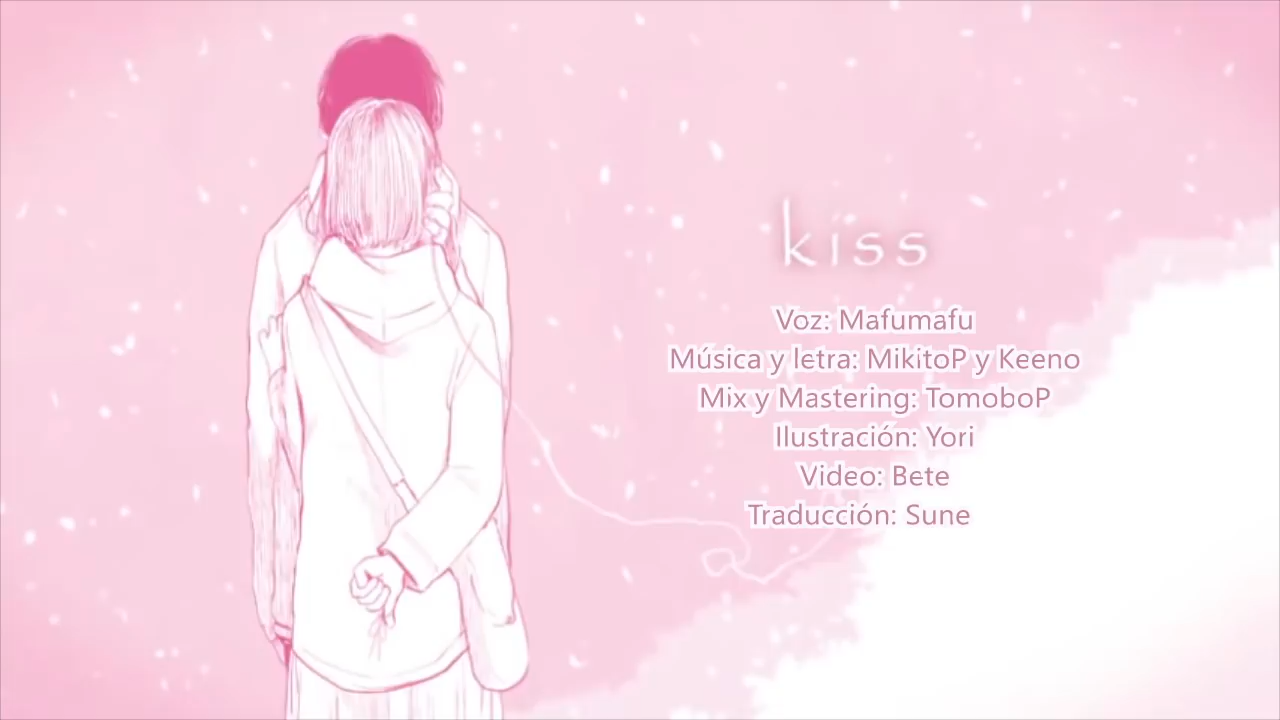 kiss
Voz: Mafumafu
Música y letra: MikitoP y Keeno
Mix y Mastering: TomoboP
Ilustración: Yori
Video: Bete
Traducción: Sune